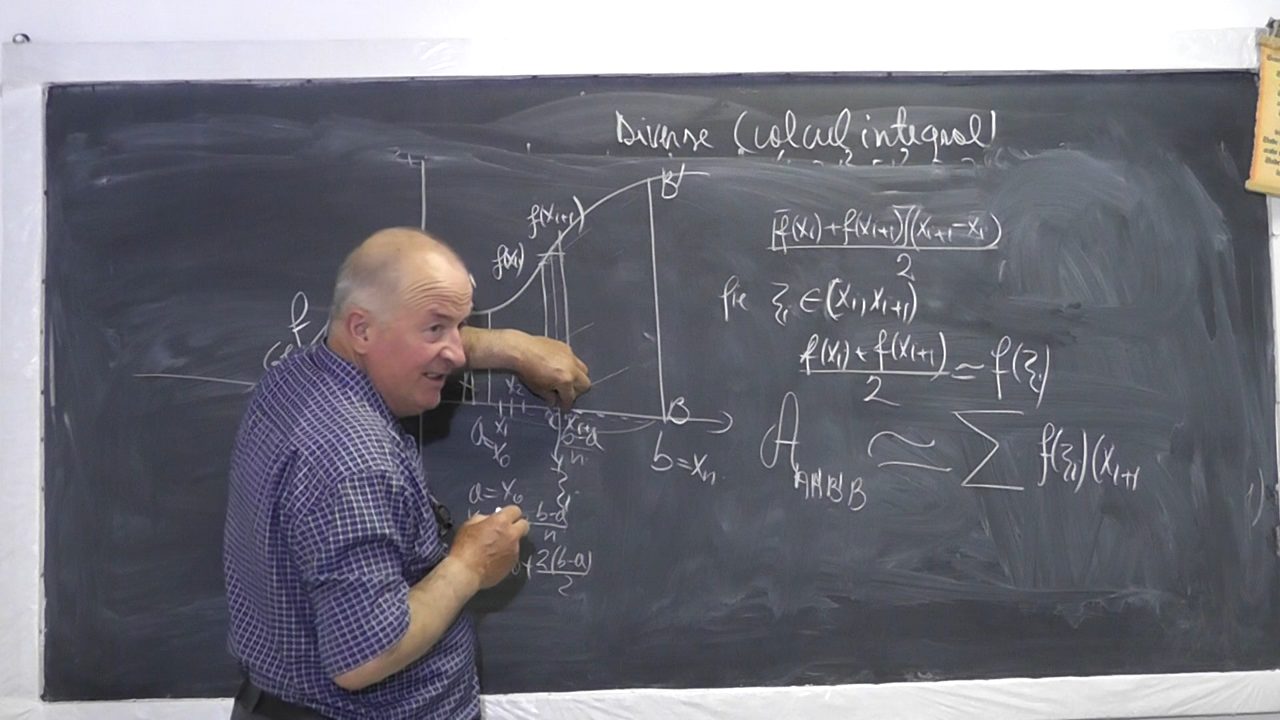 Diverse (calcul integral)
B'
f(x_{i+1})
f(x_i)
[f(x_i)+f(x_{i+1})](x_{i+1}-x_i)
2
fie ξ_i ∈ (x_i, x_{i+1})
f(x_i) + f(x_{i+1})
2
≃ f(ξ_i)
B
x_1 x_2
b = x_n
b-a
n
A_{AA'B'B} ≃ Σ f(ξ_i)(x_{i+1}
a = x_0
b-a
n
+ 2(b-a)
2